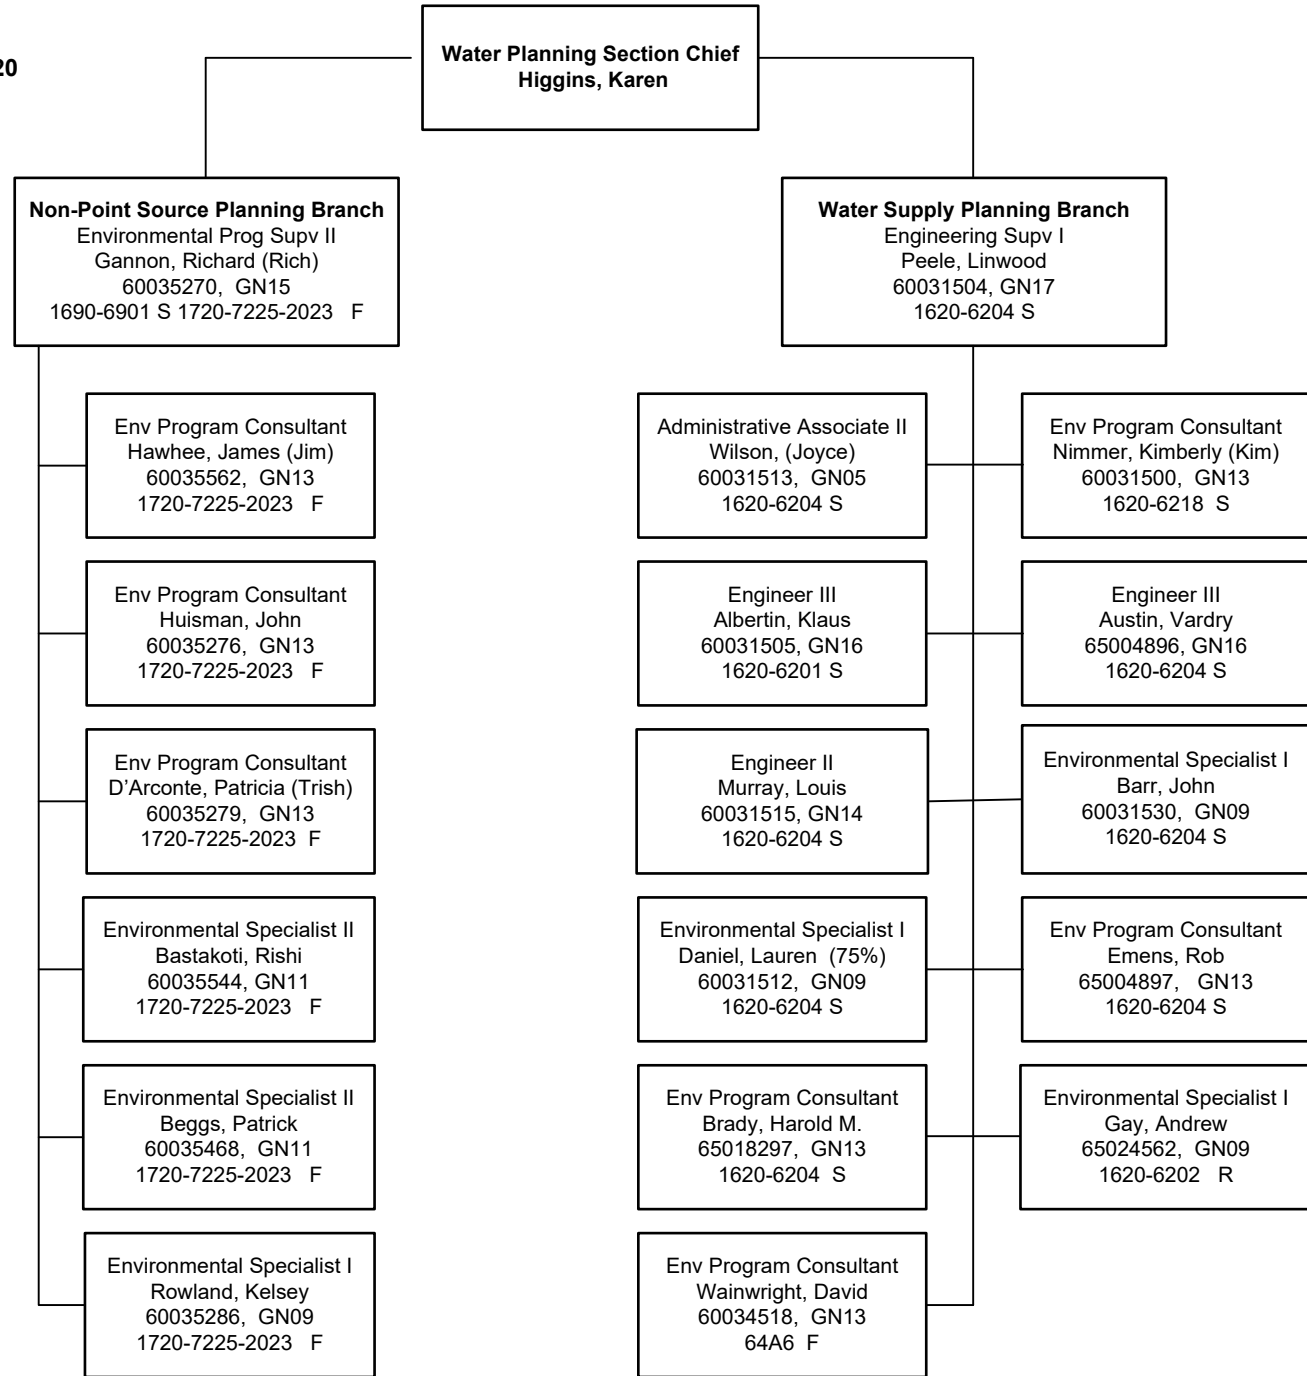 20
Water Planning Section Chief
Higgins, Karen
Non-Point Source Planning Branch
Environmental Prog Supv II
Gannon, Richard (Rich)
60035270, GN15
1690-6901 S 1720-7225-2023 F
Water Supply Planning Branch
Engineering Supv I
Peele, Linwood
60031504, GN17
1620-6204 S
Env Program Consultant
Hawhee, James (Jim)
60035562, GN13
1720-7225-2023 F
Env Program Consultant
Huisman, John
60035276, GN13
1720-7225-2023 F
Env Program Consultant
D’Arconte, Patricia (Trish)
60035279, GN13
1720-7225-2023 F
Environmental Specialist II
Bastakoti, Rishi
60035544, GN11
1720-7225-2023 F
Environmental Specialist II
Beggs, Patrick
60035468, GN11
1720-7225-2023 F
Environmental Specialist I
Rowland, Kelsey
60035286, GN09
1720-7225-2023 F
Administrative Associate II
Wilson, (Joyce)
60031513, GN05
1620-6204 S
Env Program Consultant
Nimmer, Kimberly (Kim)
60031500, GN13
1620-6218 S
Engineer III
Albertin, Klaus
60031505, GN16
1620-6201 S
Engineer III
Austin, Vardry
65004896, GN16
1620-6204 S
Engineer II
Murray, Louis
60031515, GN14
1620-6204 S
Environmental Specialist I
Barr, John
60031530, GN09
1620-6204 S
Environmental Specialist I
Daniel, Lauren (75%)
60031512, GN09
1620-6204 S
Env Program Consultant
Emens, Rob
65004897, GN13
1620-6204 S
Env Program Consultant
Brady, Harold M.
65018297, GN13
1620-6204 S
Environmental Specialist I
Gay, Andrew
65024562, GN09
1620-6202 R
Env Program Consultant
Wainwright, David
60034518, GN13
64A6 F